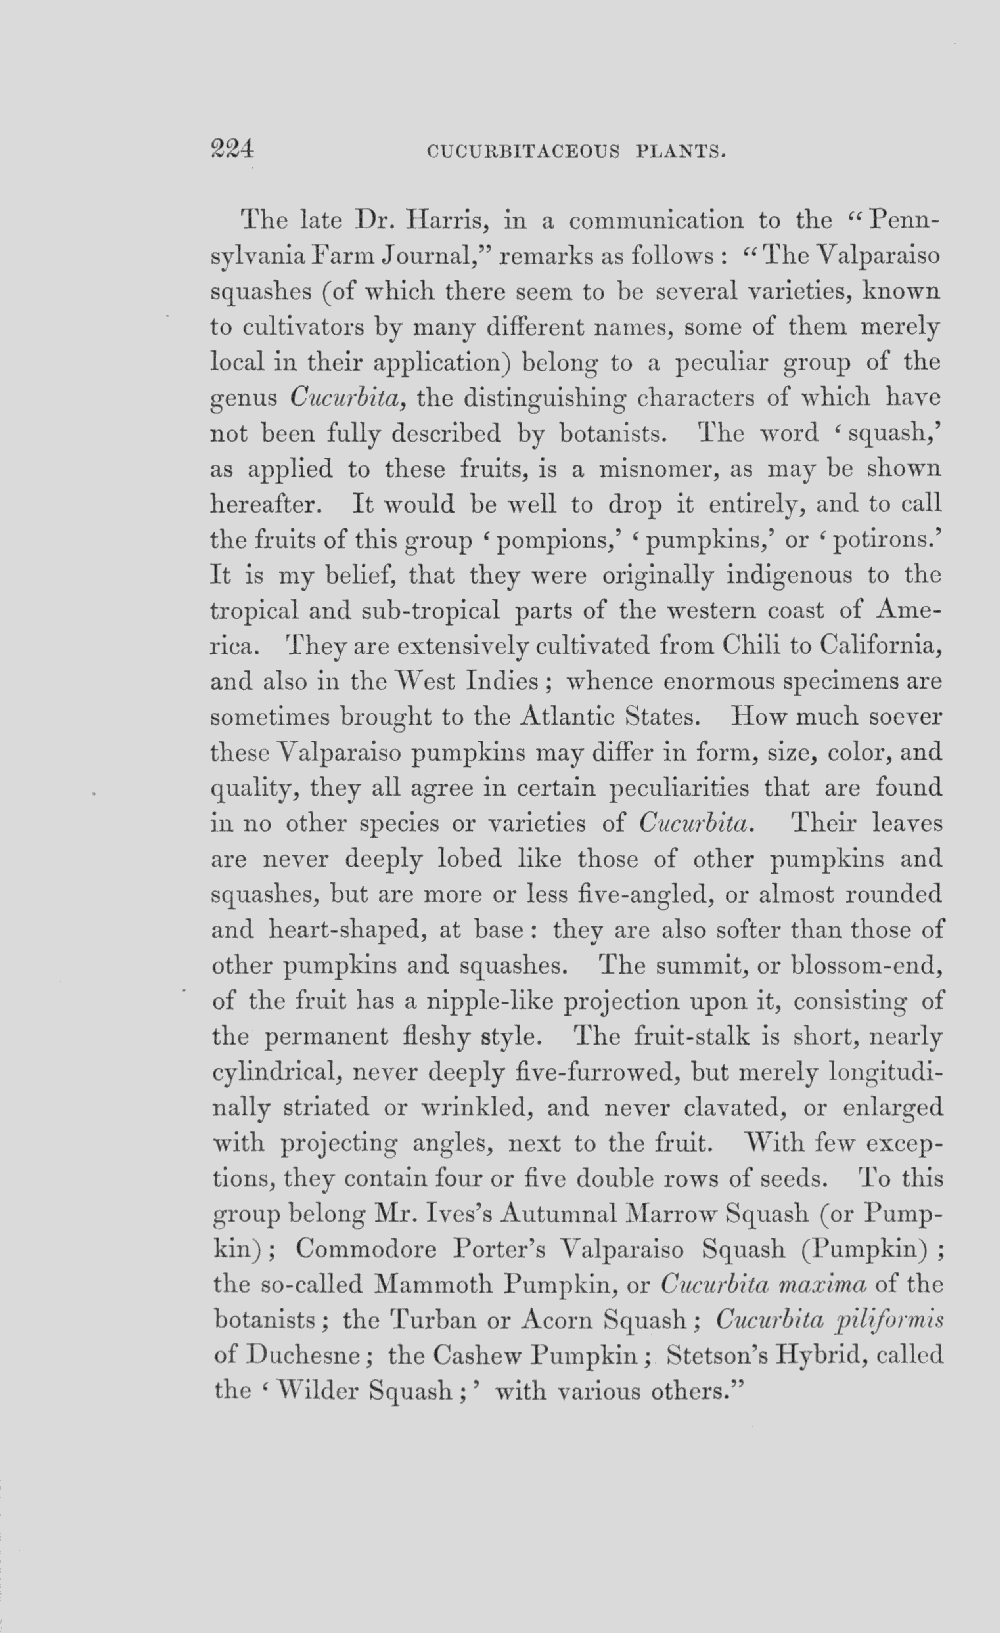 224 CUCURBITACEOUS PLANTS.
The late Dr. Harris, in a communication to the “Penn-
sylvania Farm Journal,” remarks as follows: “The Valparaiso
squashes (of which there seem to be several varieties, known
to cultivators by many different names, some of them merely
local in their application) belong to a peculiar group of the
genus Cucurbita, the distinguishing characters of which have
not been fully described by botanists. The word ‘squash,’
as applied to these fruits, is a misnomer, as may be shown
hereafter. It would be well to drop it entirely, and to call
the fruits of this group ‘pompions,’ ‘pumpkins,’ or ‘potirons.’
It is my belief, that they were originally indigenous to the
tropical and sub-tropical parts of the western coast of Ame-
rica. They are extensively cultivated from Chili to California,
and also in the West Indies; whence enormous specimens are
sometimes brought to the Atlantic States. How much soever
these Valparaiso pumpkins may differ in form, size, color, and
quality, they all agree in certain peculiarities that are found
in no other species or varieties of Cucurbita. Their leaves
are never deeply lobed like those of other pumpkins and
squashes, but are more or less five-angled, or almost rounded
and heart-shaped, at base: they are also softer than those of
other pumpkins and squashes. The summit, or blossom-end,
of the fruit has a nipple-like projection upon it, consisting of
the permanent fleshy style. The fruit-stalk is short, nearly
cylindrical, never deeply five-furrowed, but merely longitudi-
nally striated or wrinkled, and never clavated, or enlarged
with projecting angles, next to the fruit. With few excep-
tions, they contain four or five double rows of seeds. To this
group belong Mr. Ives’s Autumnal Marrow Squash (or Pump-
kin); Commodore Porter’s Valparaiso Squash (Pumpkin);
the so-called Mammoth Pumpkin, or Cucurbita maxima of the
botanists; the Turban or Acorn Squash; Cucurbita piliformis
of Duchesne; the Cashew Pumpkin; Stetson’s Hybrid, called
the ‘Wilder Squash;’ with various others.”